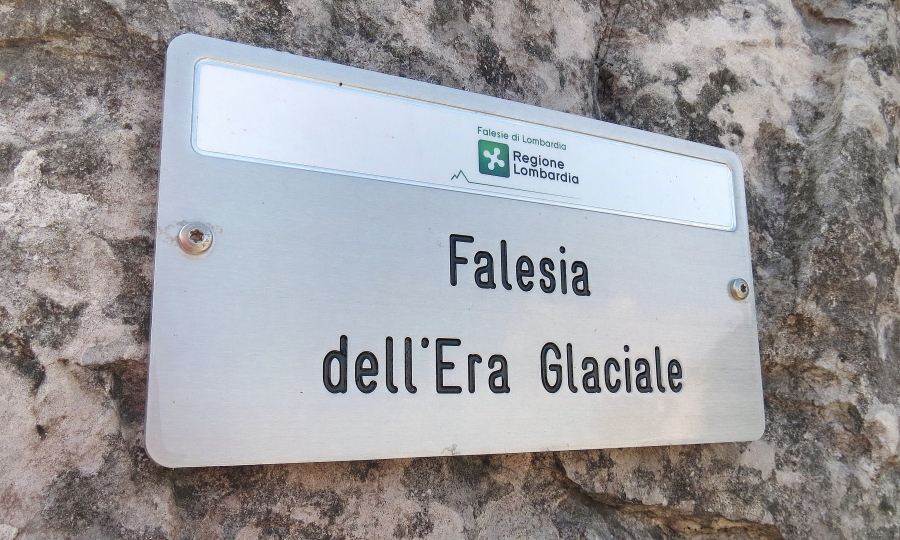 Falesie di Lombardia
Regione
Lombardia
Falesia
dell'Era Glaciale